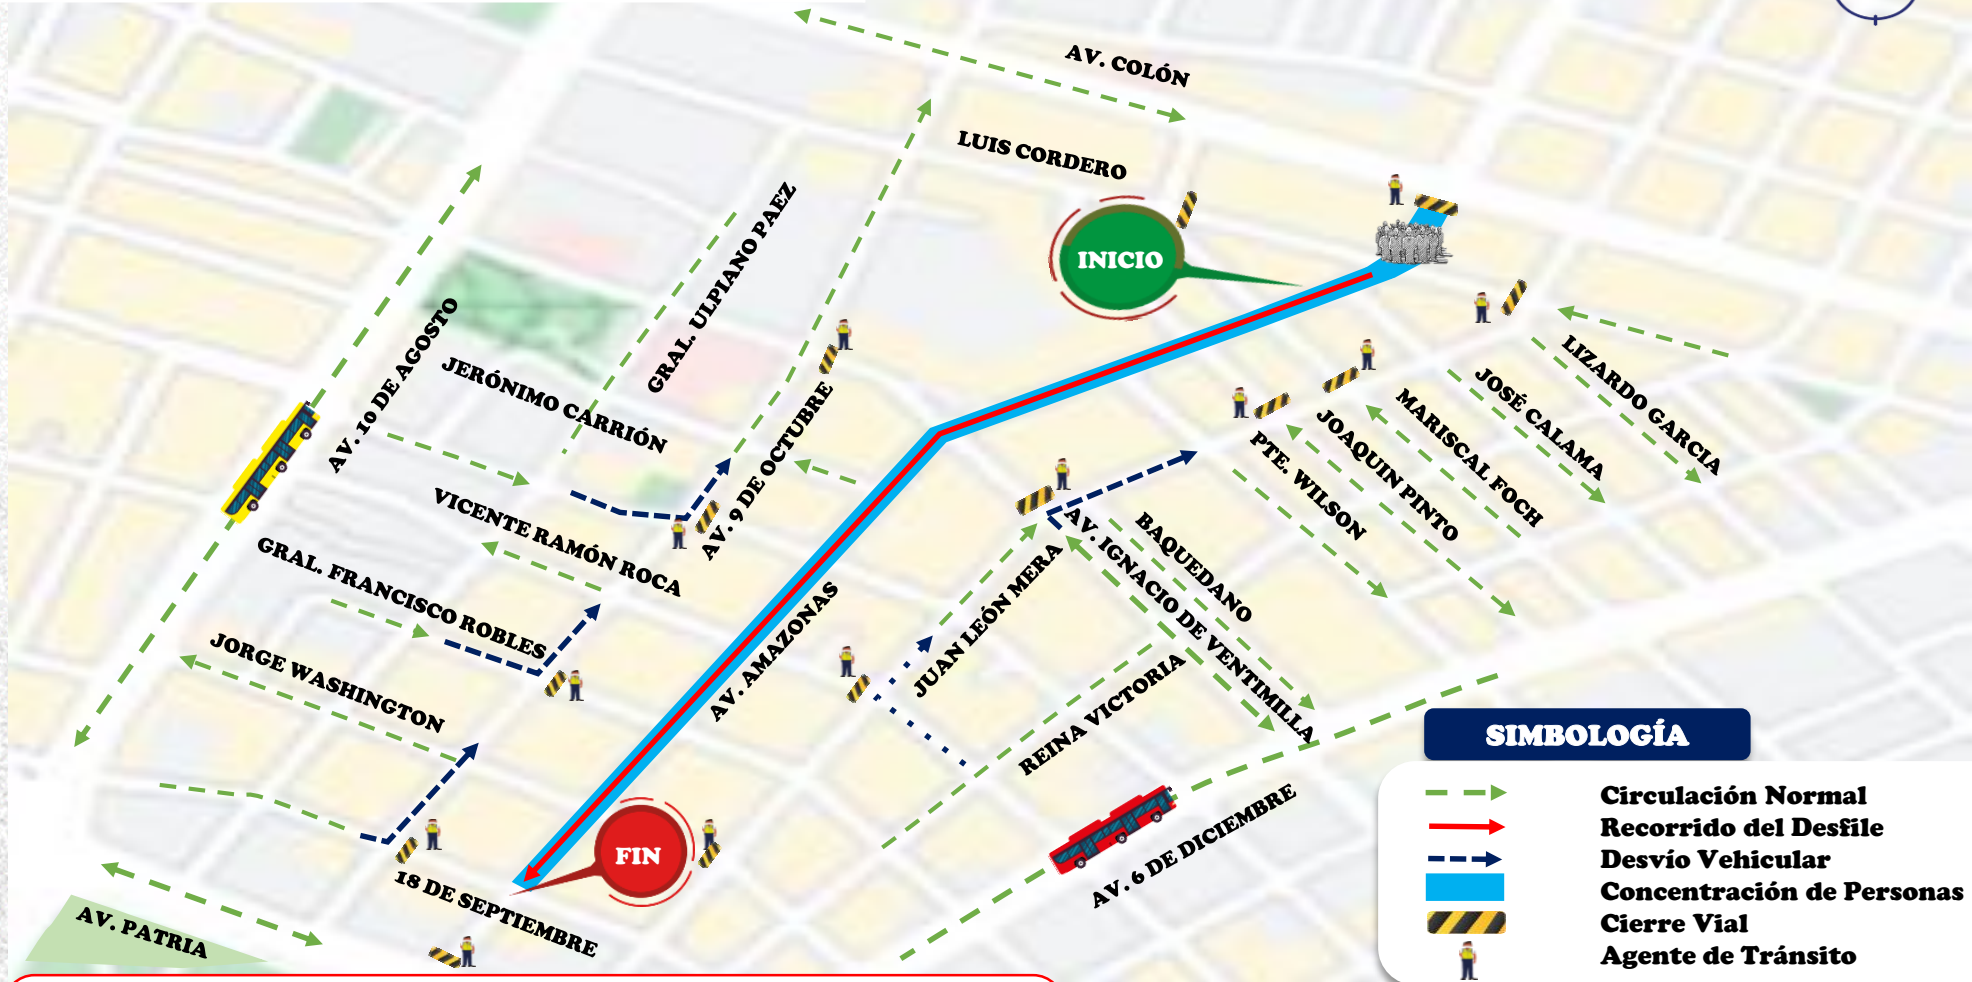 AV. COLÓN
LUIS CORDERO
GRAL. ULPIANO PAEZ
INICIO
AV. 10 DE AGOSTO
JERÓNIMO CARRIÓN
AV. 9 DE OCTUBRE
LIZARDO GARCIA
JOSÉ CALAMA
MARISCAL FOCH
JOAQUIN PINTO
PTE. WILSON
VICENTE RAMÓN ROCA
GRAL. FRANCISCO ROBLES
BAQUEDANO
AV. IGNACIO DE VENTIMILLA
JUAN LEÓN MERA
AV. AMAZONAS
JORGE WASHINGTON
REINA VICTORIA
FIN
AV. 6 DE DICIEMBRE
18 DE SEPTIEMBRE
AV. PATRIA
SIMBOLOGÍA
Circulación Normal
Recorrido del Desfile
Desvío Vehicular
Concentración de Personas
Cierre Vial
Agente de Tránsito